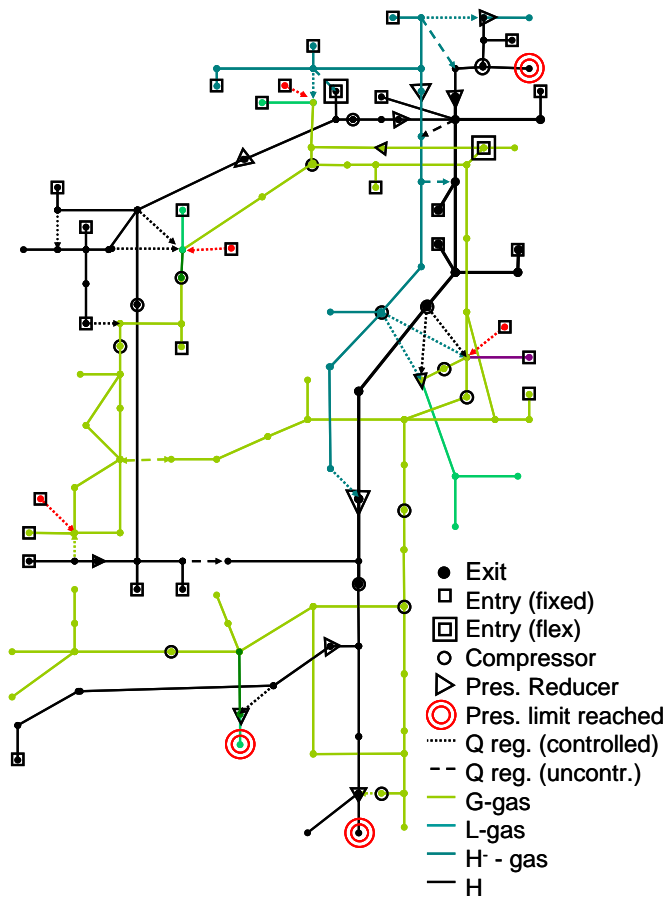 Exit
Entry (fixed)
Entry (flex)
Compressor
Pres. Reducer
Pres. limit reached
Q reg. (controlled)
Q reg. (uncontr.)
G-gas
L-gas
H⁻ - gas
H